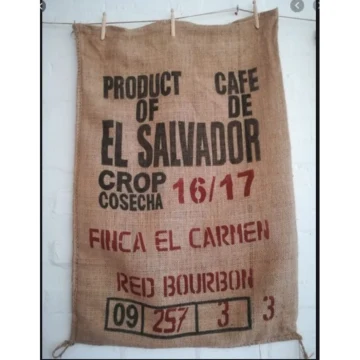 PRODUCT CAFE
OF DE
EL SALVADOR
CROP
COSECHA 16/17
FINCA EL CARMEN
RED BOURBON
09 257 3 3